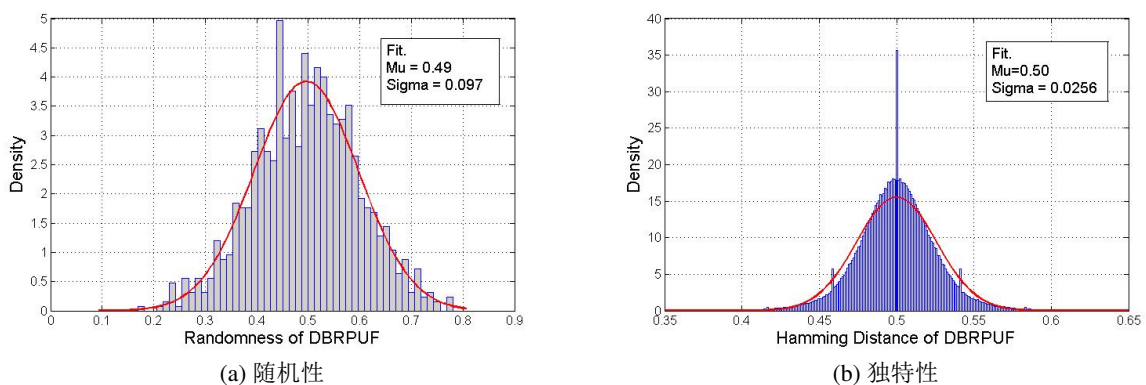 5
4.5
4
3.5
3
2.5
2
1.5
1
0.5
0
Density
Fit.
Mu = 0.49
Sigma = 0.097
0 0.1 0.2 0.3 0.4 0.5 0.6 0.7 0.8 0.9
Randomness of DBRPUF
(a) 随机性
40
35
30
25
20
15
10
5
0
Density
Fit.
Mu=0.50
Sigma = 0.0256
0.35 0.4 0.45 0.5 0.55 0.6 0.65
Hamming Distance of DBRPUF
(b) 独特性